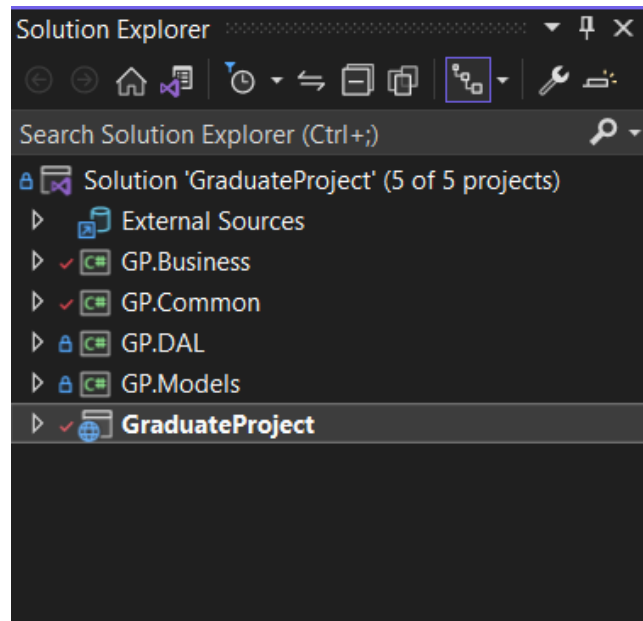 Solution Explorer
Search Solution Explorer (Ctrl+;)
Solution 'GraduateProject' (5 of 5 projects)
External Sources
C# GP.Business
C# GP.Common
C# GP.DAL
C# GP.Models
GraduateProject